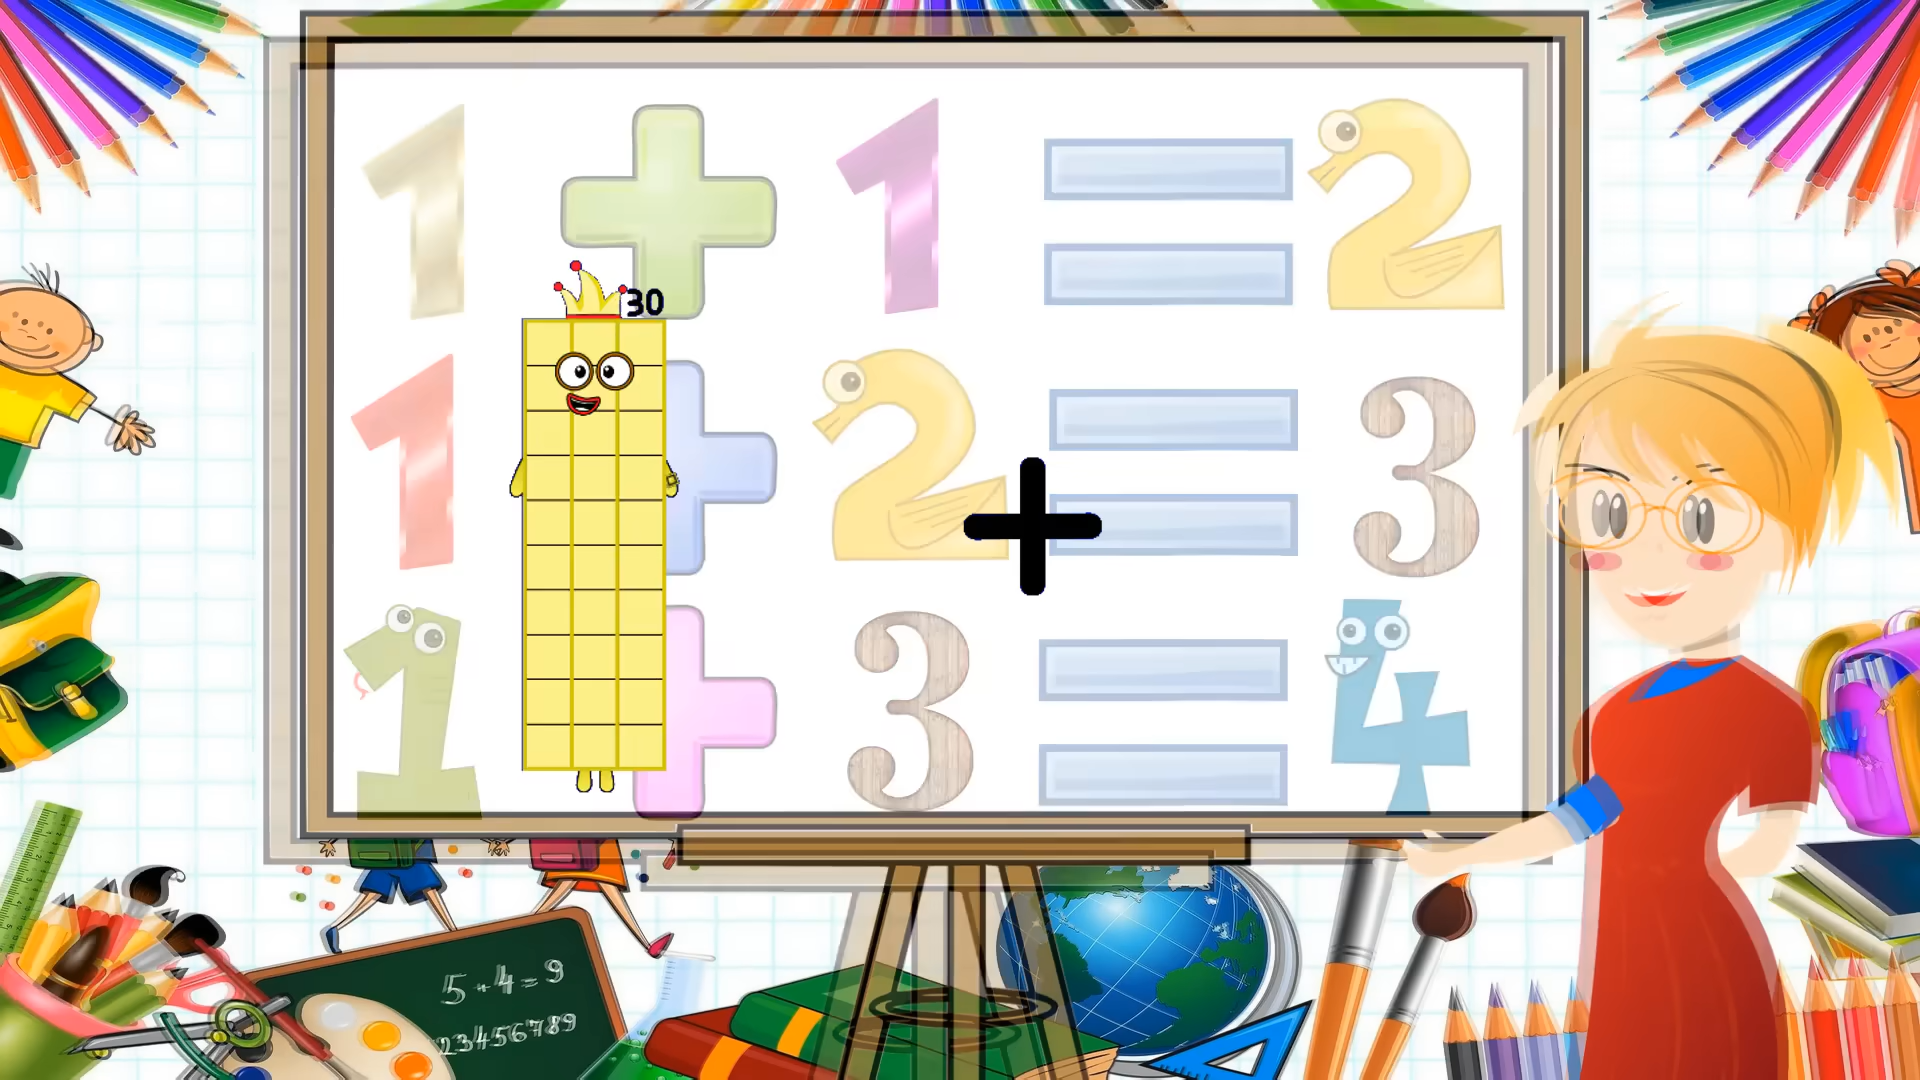 1 + 1 = 2
30
1 + 2 = 3
+
1 + 3 = 4
5+4=9
23456789